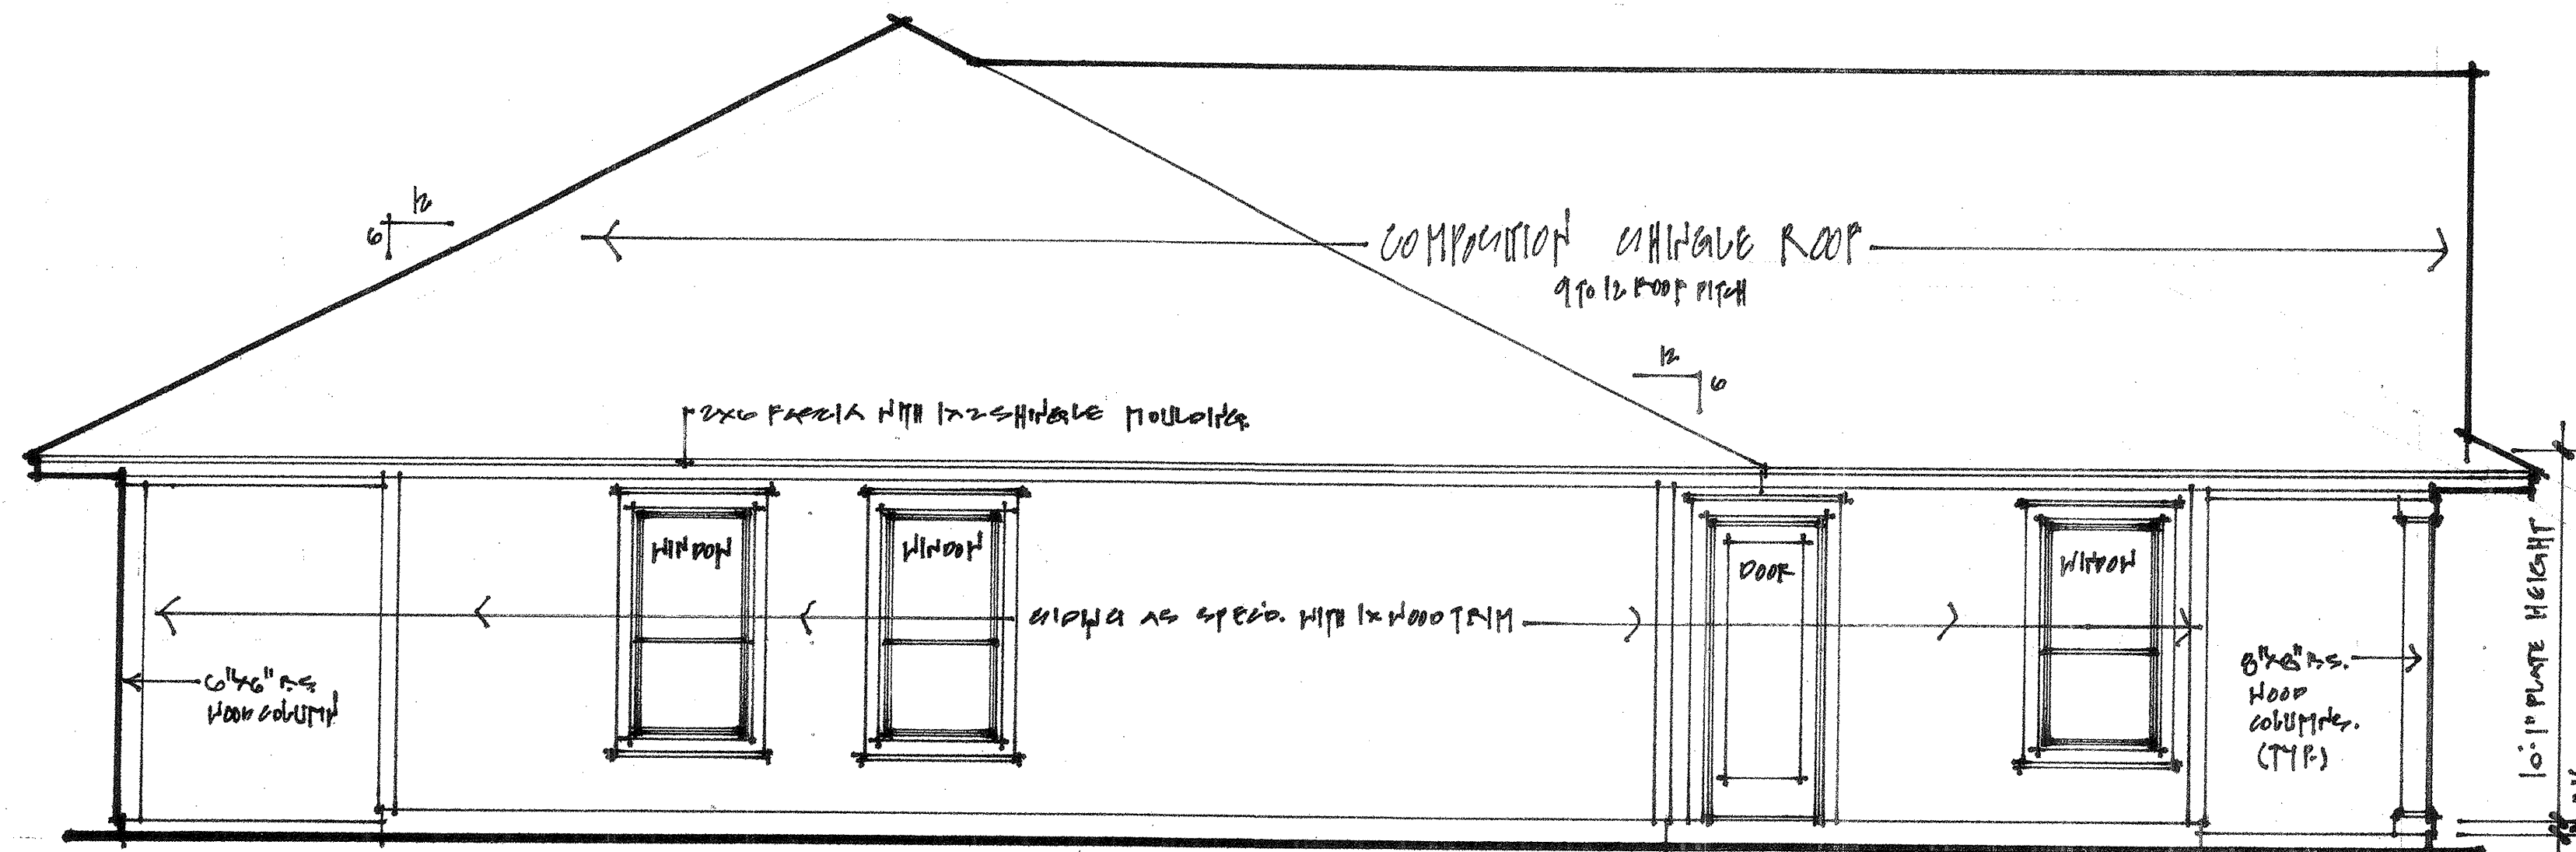 12
6
COMPOSITION SHINGLE ROOF
9 TO 12 ROOF PITCH
12
6
2X6 FASCIA WITH 1X2 SHINGLE MOULDING.
WINDOW
WINDOW
DOOR
WINDOW
SIDING AS SPEC'D. WITH 1X WOOD TRIM
6"X6" R.S.
WOOD COLUMN
8"X8" R.S.
WOOD
COLUMNS.
(TYP.)
10'-1" PLATE HEIGHT